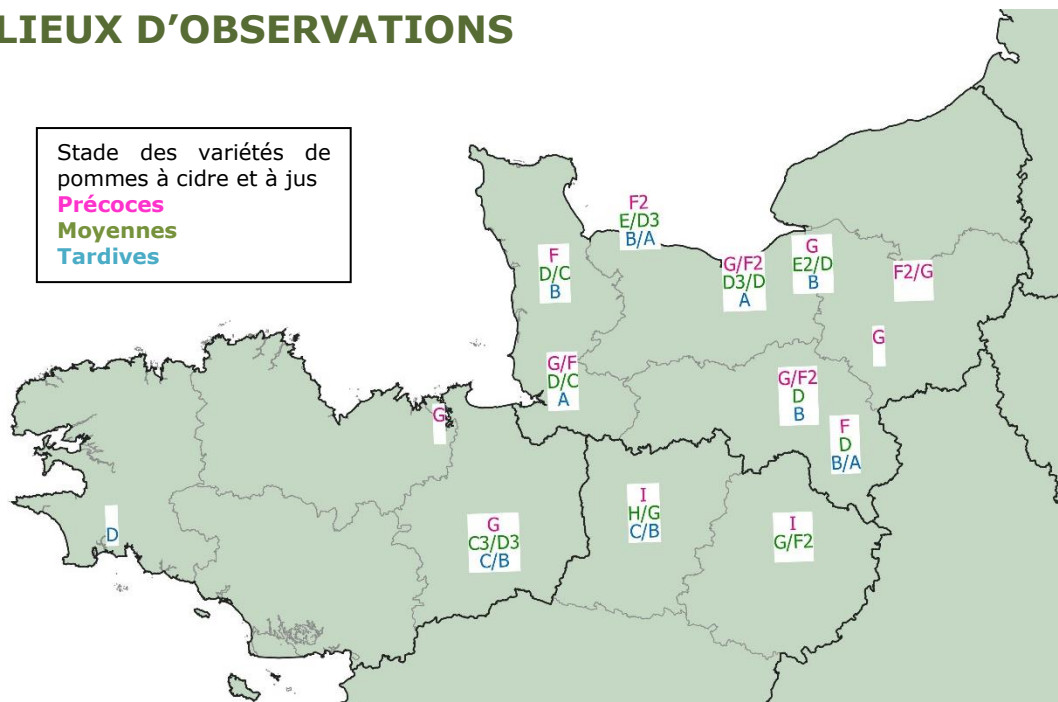 LIEUX D'OBSERVATIONS
Stade des variétés de
pommes à cidre et à jus
Précoces
Moyennes
Tardives
F2
E/D3
B/A
F
D/C
B
G/F2
D3/D
A
G
E2/D
B
F2/G
G
G/F
D/C
A
G/F2
D
B
G
F
D
B/A
I
H/G
C/B
D
G
C3/D3
C/B
I
G/F2